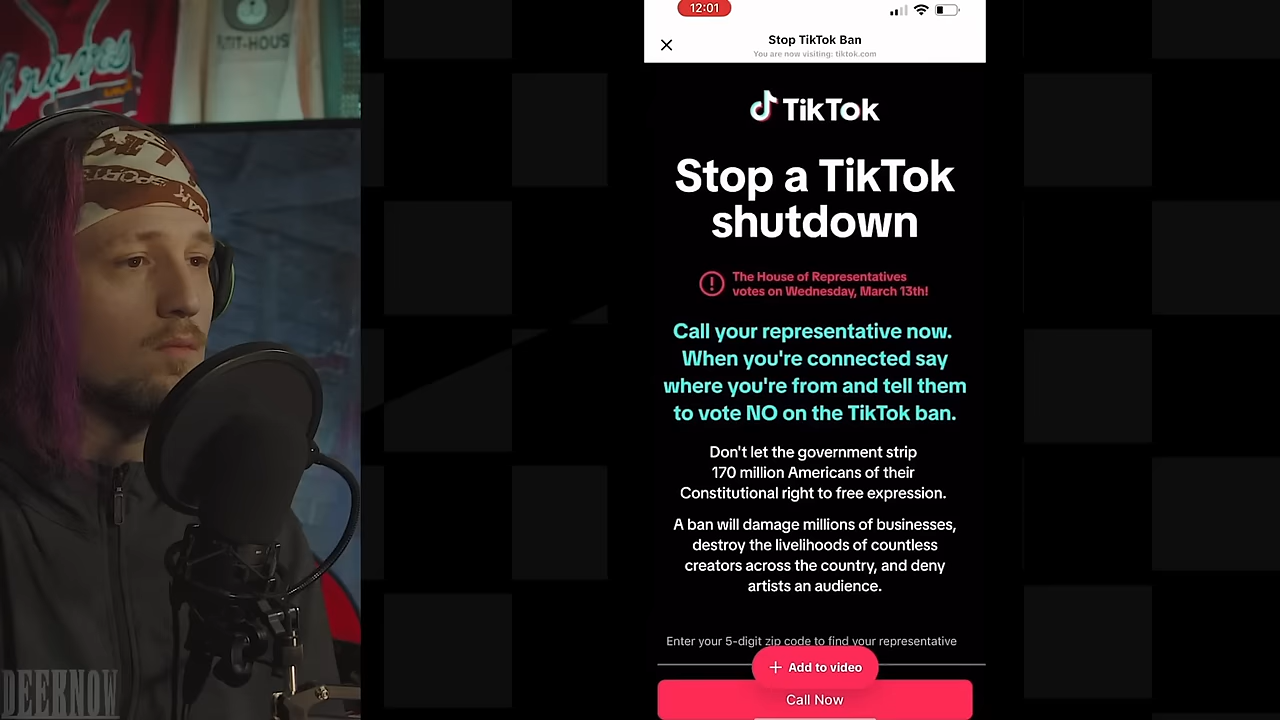 12:01
Stop TikTok Ban
You are now visiting: tiktok.com
TikTok
Stop a TikTok
shutdown
The House of Representatives
votes on Wednesday, March 13th!
Call your representative now.
When you're connected say
where you're from and tell them
to vote NO on the TikTok ban.
Don't let the government strip
170 million Americans of their
Constitutional right to free expression.
A ban will damage millions of businesses,
destroy the livelihoods of countless
creators across the country, and deny
artists an audience.
Enter your 5-digit zip code to find your representative
+ Add to video
Call Now
Braves
SPORTS
DEEKNOW